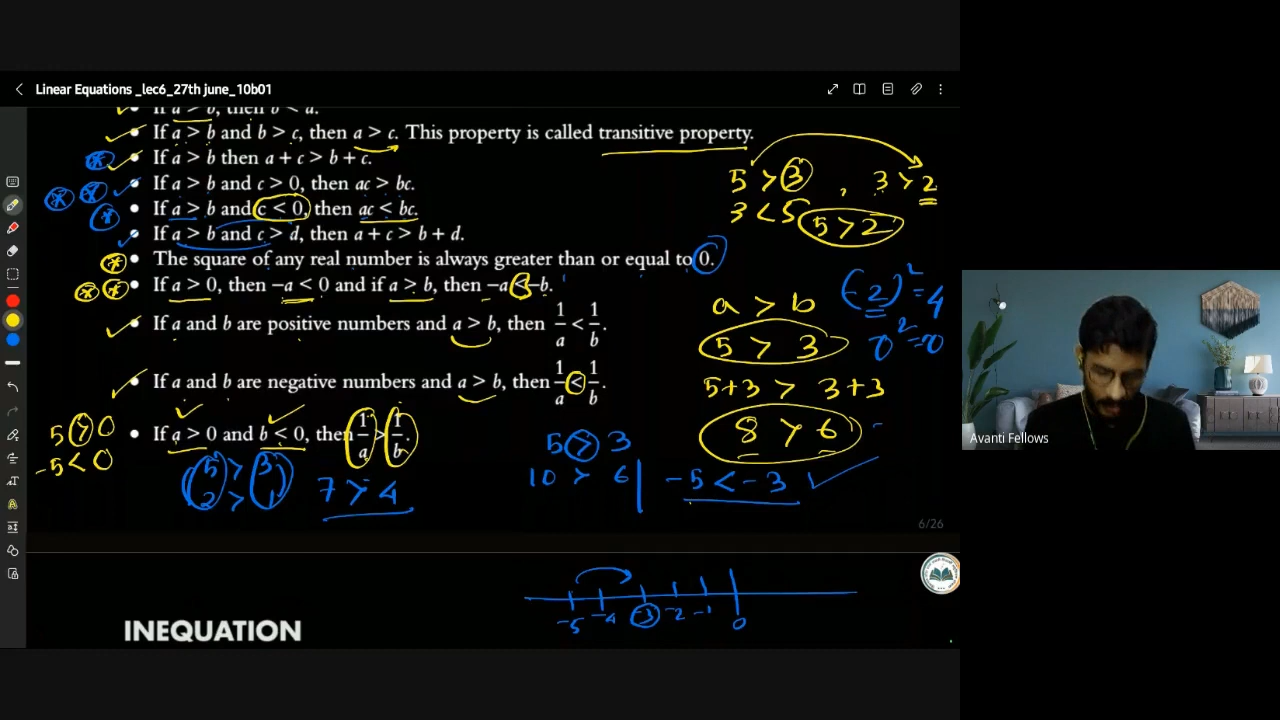 Linear Equations _lec6_27th june_10b01
• If a > b, then b < a.
• If a > b and b > c, then a > c. This property is called transitive property.
• If a > b then a + c > b + c.
• If a > b and c > 0, then ac > bc.
• If a > b and c < 0, then ac < bc.
• If a > b and c > d, then a + c > b + d.
• The square of any real number is always greater than or equal to 0.
• If a > 0, then −a < 0 and if a > b, then −a < −b.
• If a and b are positive numbers and a > b, then 1/a < 1/b.
• If a and b are negative numbers and a > b, then 1/a < 1/b.
• If a > 0 and b < 0, then 1/a > 1/b.
5 > 3 , 3 > 2
3 < 5 5 > 2
a > b
(-2)² = 4
5 > 3
0² = 0
5+3 > 3+3
8 > 6
5 > 0
-5 < 0
5 > 3
2 > 1
7 > 4
5 > 3
10 > 6
-5 < -3
6/26
-5 -4 -3 -2 -1 0
INEQUATION
T
A
Avanti Fellows